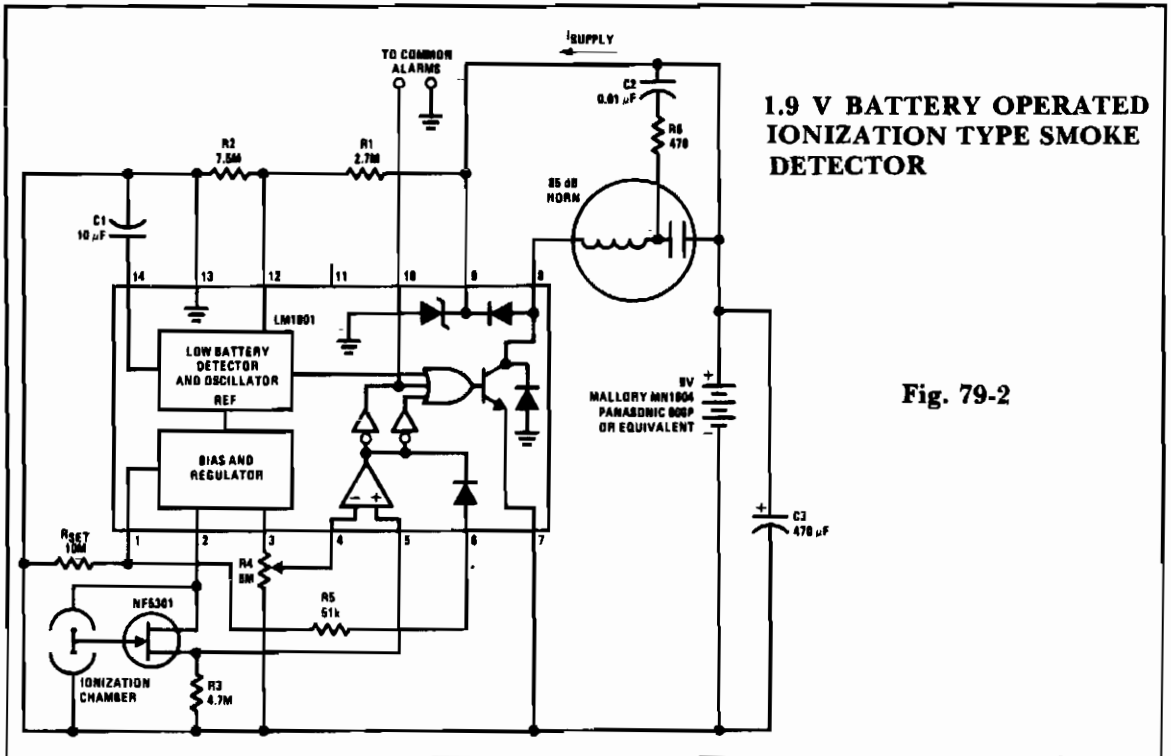 1.9 V BATTERY OPERATED
IONIZATION TYPE SMOKE
DETECTOR
Fig. 79-2
iSUPPLY
TO COMMON
ALARMS
C2
0.01 µF
R6
470
R2
7.5M
R1
2.7M
85 dB
HORN
C1
10 µF
14
13
12
11
10
9
8
LM1801
LOW BATTERY
DETECTOR
AND OSCILLATOR
REF
BIAS AND
REGULATOR
- +
+
9V
MALLORY MN1604
PANASONIC 006P
OR EQUIVALENT
-
+
C3
470 µF
1
2
3
4
5
6
7
RSET
10M
R4
5M
NF5301
R5
51k
IONIZATION
CHAMBER
R3
4.7M